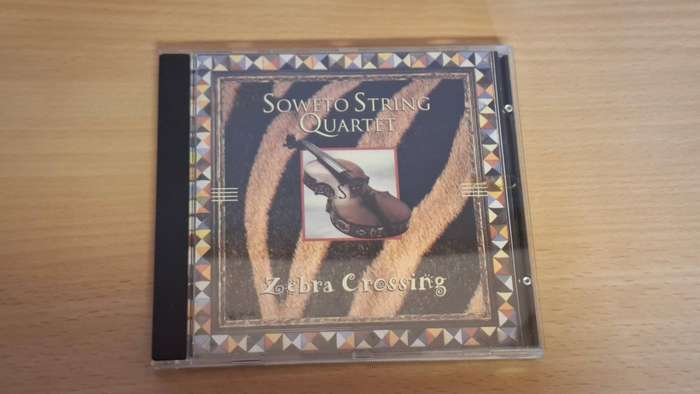 SOWETO STRING
QUARTET
Zebra Crossing